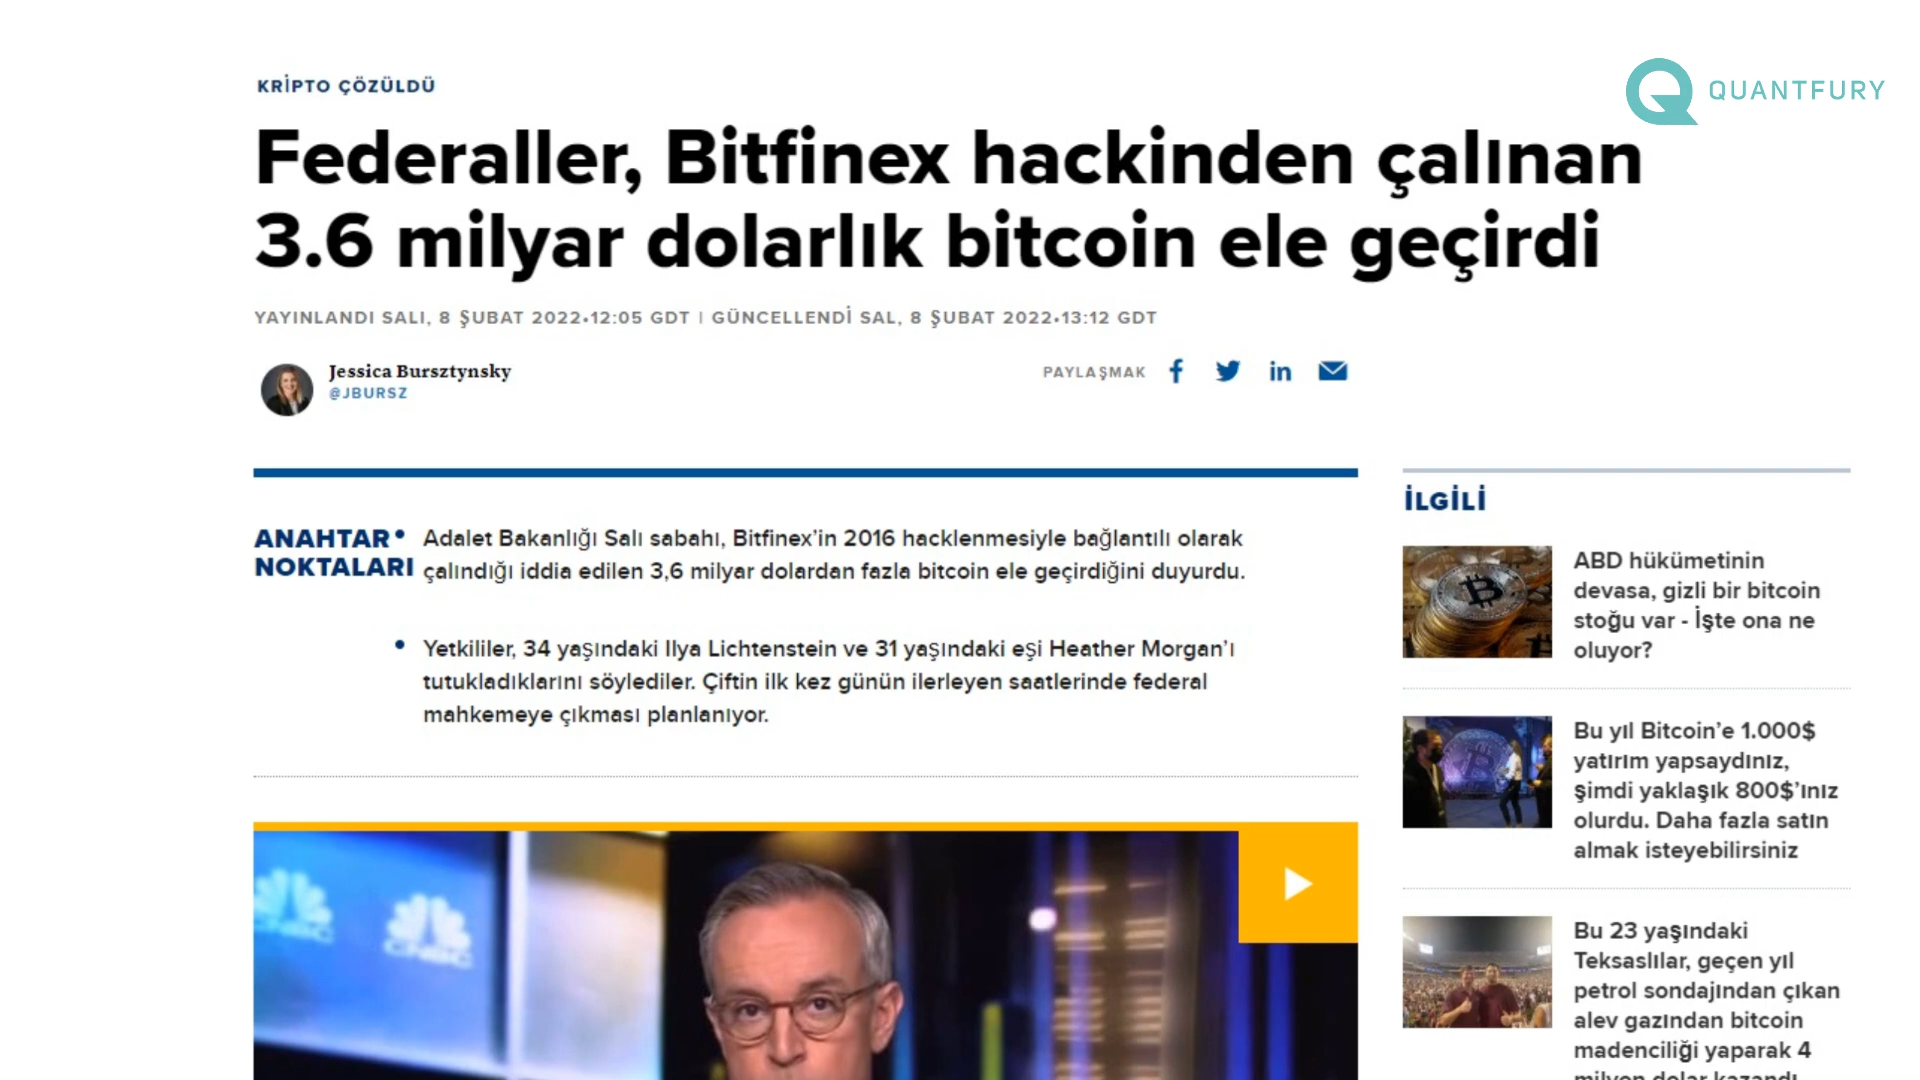 KRİPTO ÇÖZÜLDÜ
QUANTFURY
Federaller, Bitfinex hackinden çalınan
3.6 milyar dolarlık bitcoin ele geçirdi
YAYINLANDI SALI, 8 ŞUBAT 2022•12:05 GDT | GÜNCELLENDİ SAL, 8 ŞUBAT 2022•13:12 GDT
Jessica Bursztynsky
@JBURSZ
PAYLAŞMAK
ANAHTAR
NOKTALARI
• Adalet Bakanlığı Salı sabahı, Bitfinex’in 2016 hacklenmesiyle bağlantılı olarak
çalındığı iddia edilen 3,6 milyar dolardan fazla bitcoin ele geçirdiğini duyurdu.
• Yetkililer, 34 yaşındaki Ilya Lichtenstein ve 31 yaşındaki eşi Heather Morgan’ı
tutukladıklarını söylediler. Çiftin ilk kez günün ilerleyen saatlerinde federal
mahkemeye çıkması planlanıyor.
CNBC
CNBC
İLGİLİ
ABD hükümetinin
devasa, gizli bir bitcoin
stoğu var - İşte ona ne
oluyor?
Bu yıl Bitcoin’e 1.000$
yatırım yapsaydınız,
şimdi yaklaşık 800$’ınız
olurdu. Daha fazla satın
almak isteyebilirsiniz
Bu 23 yaşındaki
Teksaslılar, geçen yıl
petrol sondajından çıkan
alev gazından bitcoin
madenciliği yaparak 4
milyon dolar kazandı